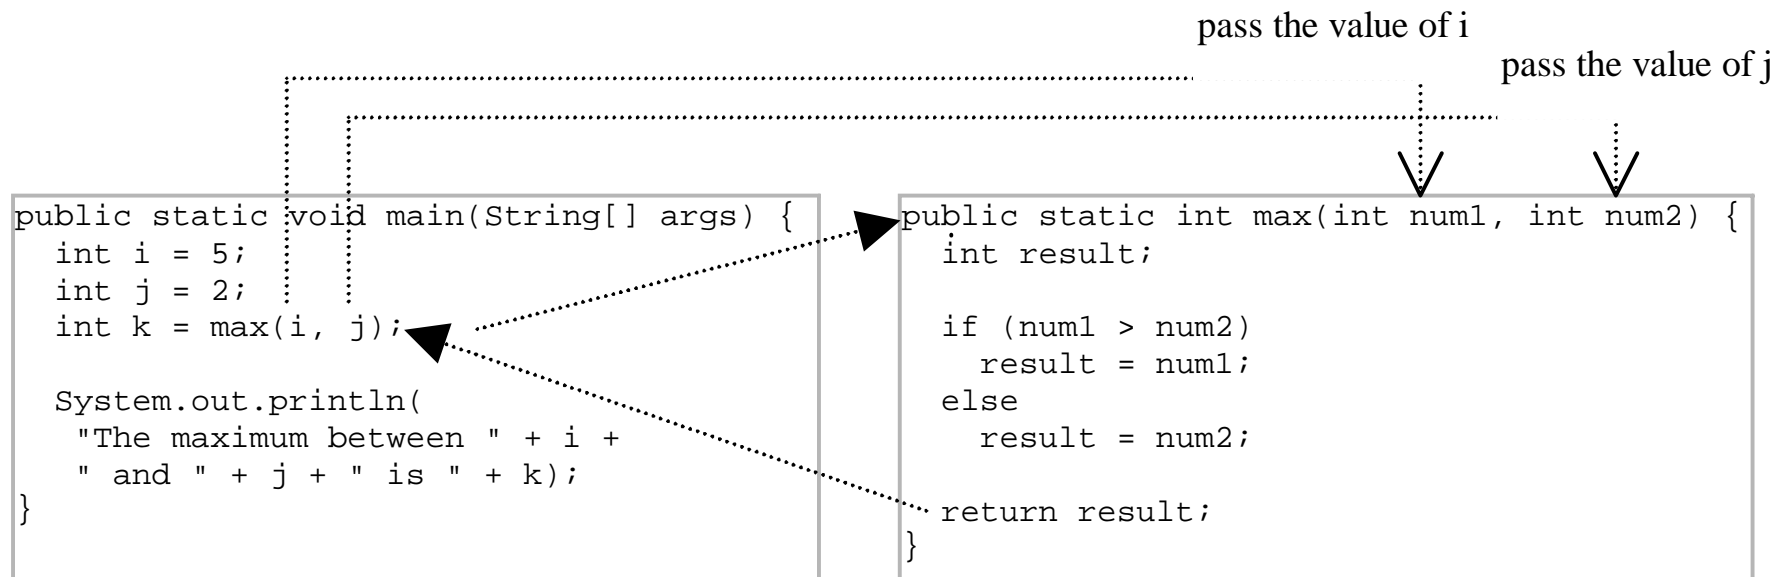 pass the value of i
pass the value of j
public static void main(String[] args) {
  int i = 5;
  int j = 2;
  int k = max(i, j);

  System.out.println(
   "The maximum between " + i +
   " and " + j + " is " + k);
}
public static int max(int num1, int num2) {
  int result;

  if (num1 > num2)
    result = num1;
  else
    result = num2;

  return result;
}